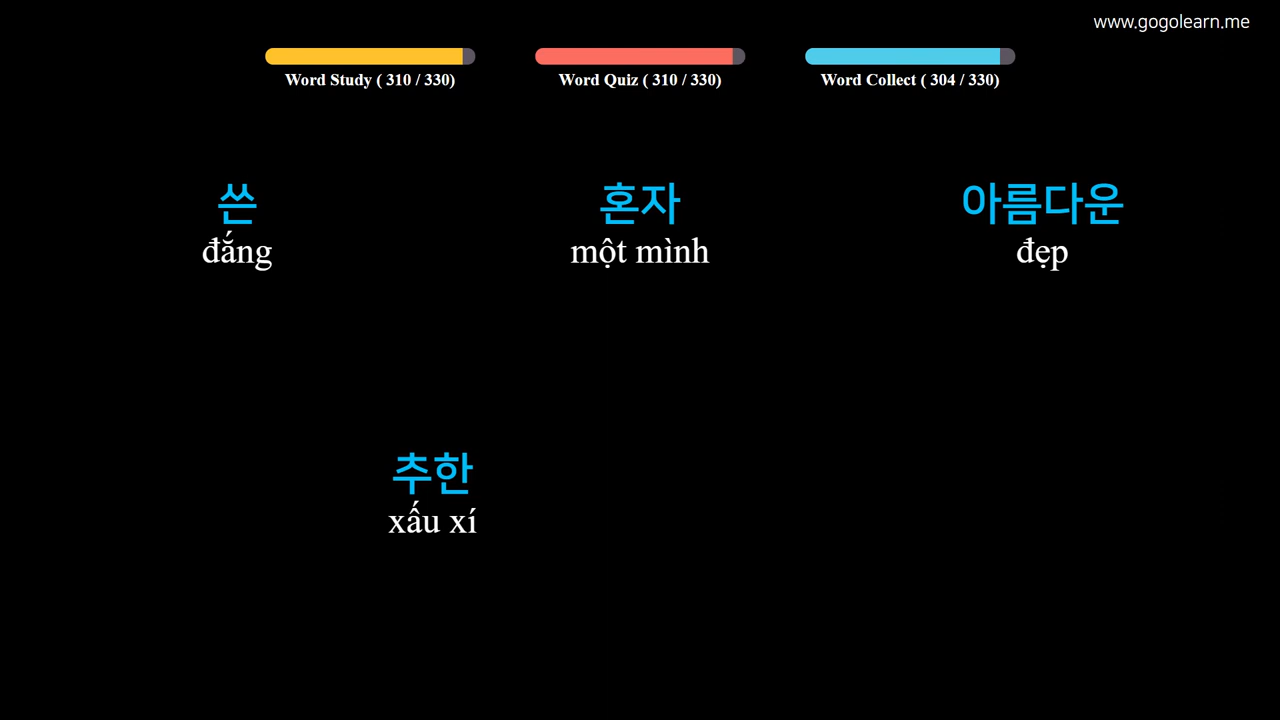 www.gogolearn.me
Word Study ( 310 / 330)
Word Quiz ( 310 / 330)
Word Collect ( 304 / 330)
쓴
đắng
혼자
một mình
아름다운
đẹp
추한
xấu xí